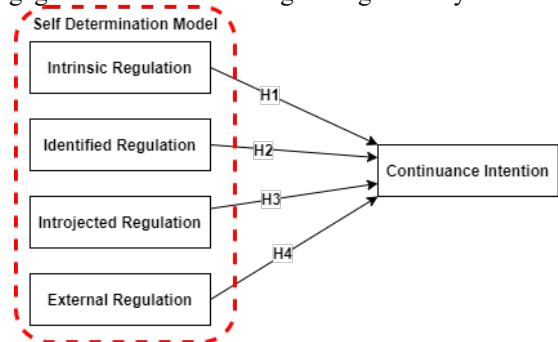 Self Determination Model
Intrinsic Regulation
H1
Identified Regulation
H2
Continuance Intention
Introjected Regulation
H3
H4
External Regulation